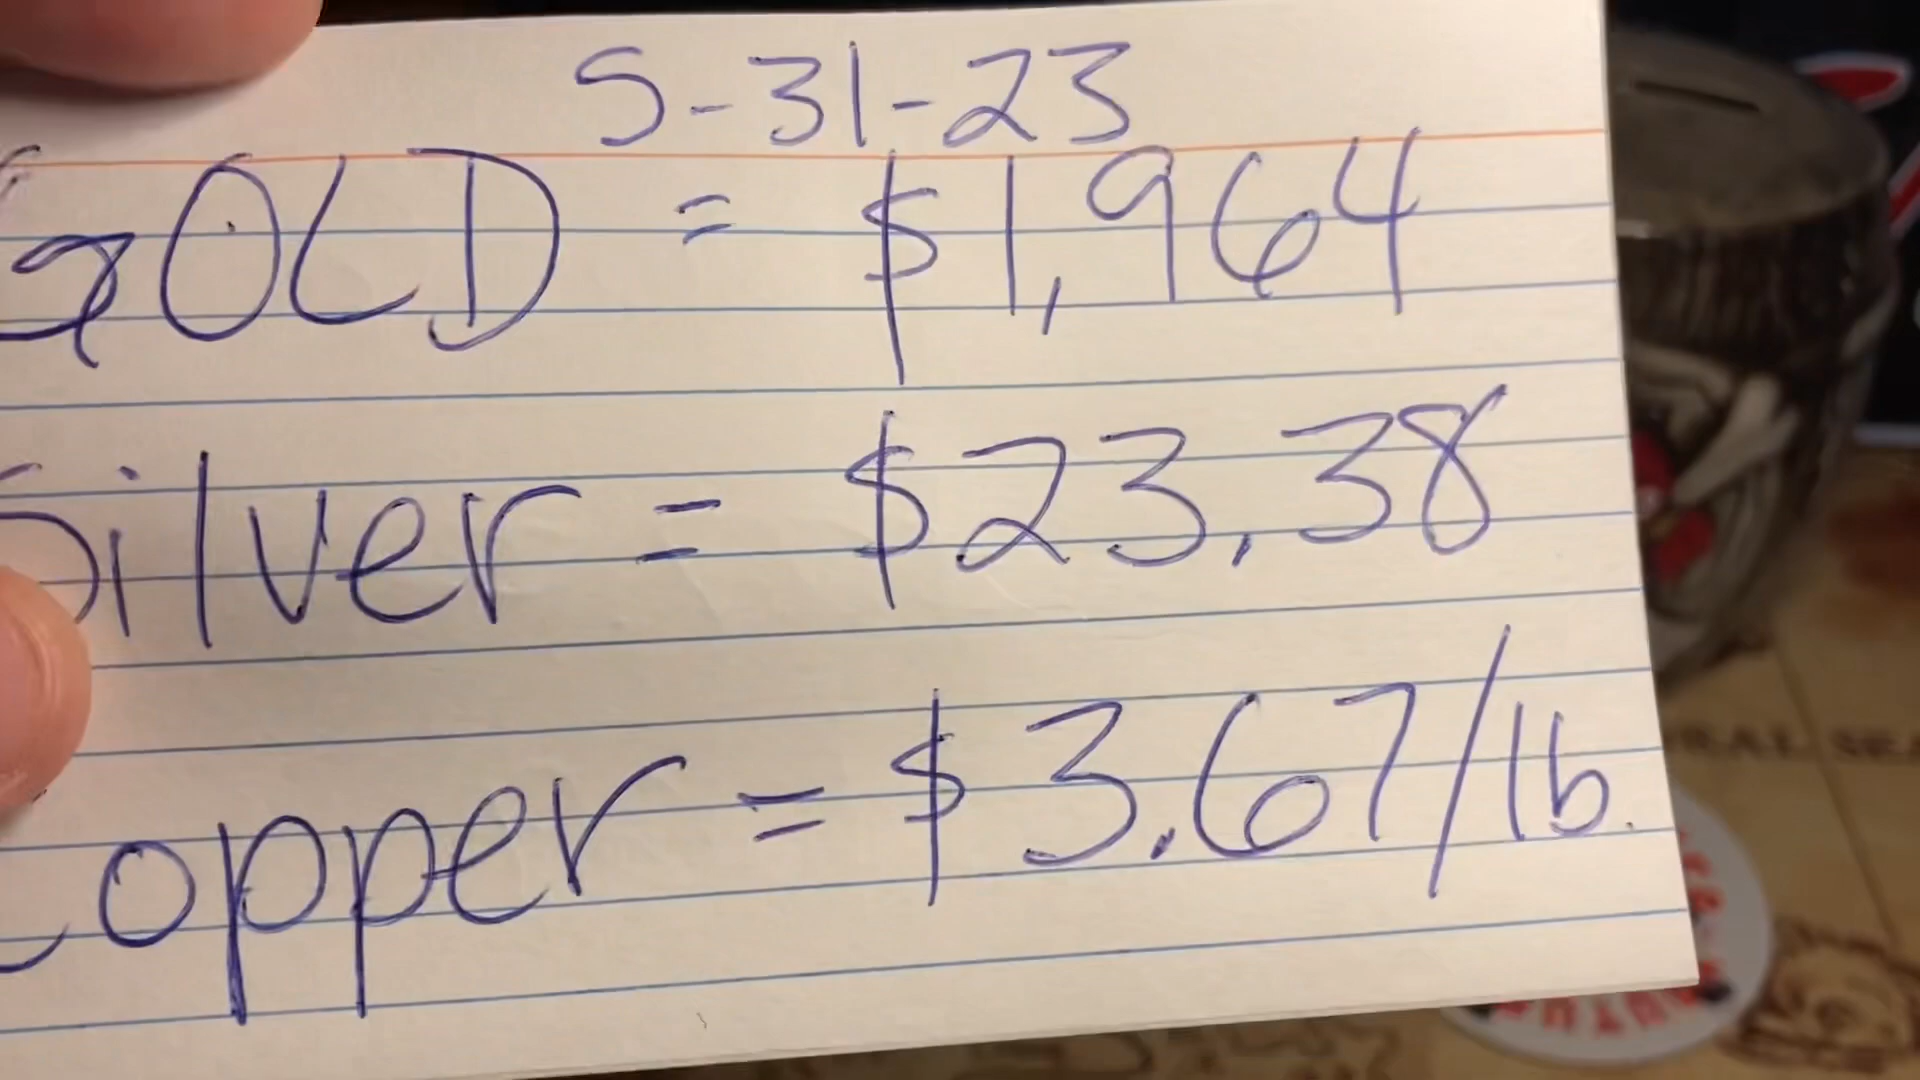 5-31-23
GOLD = $1,964
Silver = $23.38
Copper = $3.67/lb.